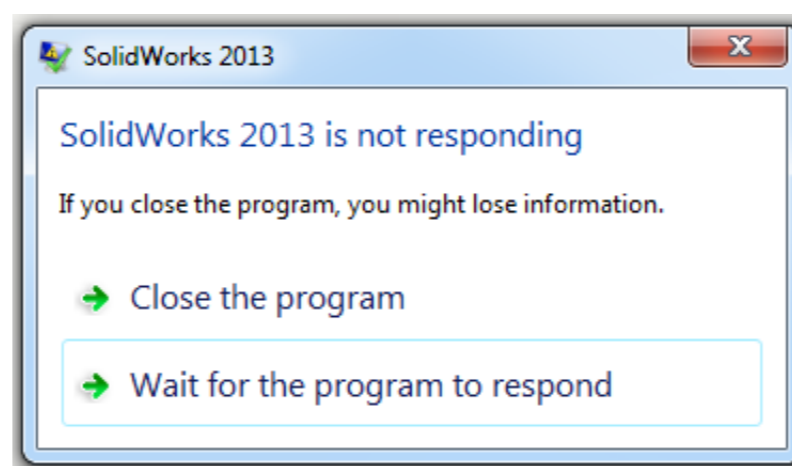 SolidWorks 2013
SolidWorks 2013 is not responding
If you close the program, you might lose information.
Close the program
Wait for the program to respond